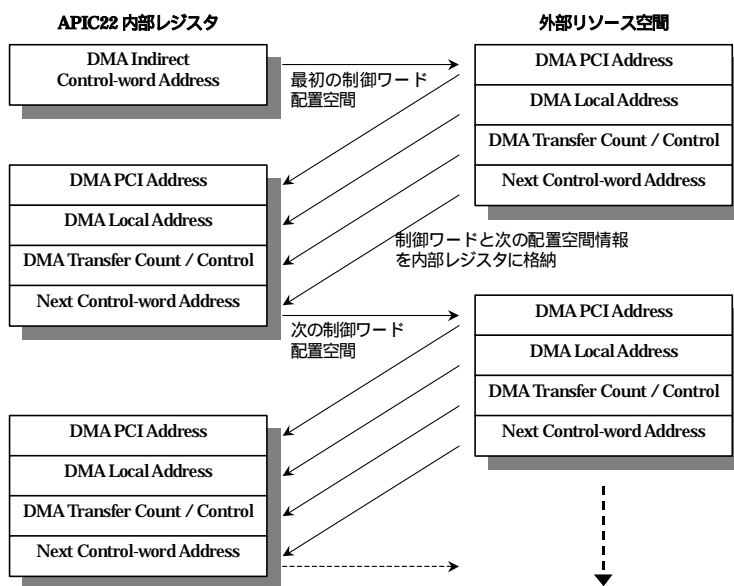 APIC22 内部レジスタ
外部リソース空間
DMA Indirect
Control-word Address
最初の制御ワード
配置空間
DMA PCI Address
DMA Local Address
DMA Transfer Count / Control
Next Control-word Address
DMA PCI Address
DMA Local Address
DMA Transfer Count / Control
Next Control-word Address
制御ワードと次の配置空間情報
を内部レジスタに格納
次の制御ワード
配置空間
DMA PCI Address
DMA Local Address
DMA Transfer Count / Control
Next Control-word Address
DMA PCI Address
DMA Local Address
DMA Transfer Count / Control
Next Control-word Address